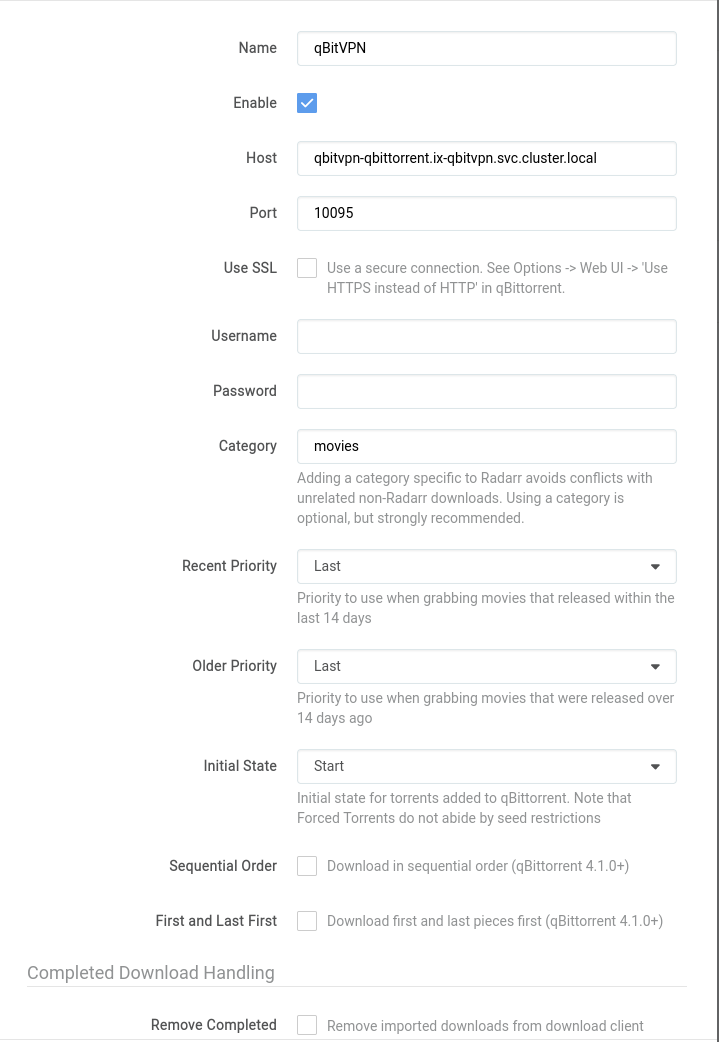 Name qBitVPN
Enable
Host qbitvpn-qbittorrent.ix-qbitvpn.svc.cluster.local
Port 10095
Use SSL Use a secure connection. See Options -> Web UI -> 'Use
HTTPS instead of HTTP' in qBittorrent.
Username
Password
Category movies
Adding a category specific to Radarr avoids conflicts with
unrelated non-Radarr downloads. Using a category is
optional, but strongly recommended.
Recent Priority Last
Priority to use when grabbing movies that released within the
last 14 days
Older Priority Last
Priority to use when grabbing movies that were released over
14 days ago
Initial State Start
Initial state for torrents added to qBittorrent. Note that
Forced Torrents do not abide by seed restrictions
Sequential Order Download in sequential order (qBittorrent 4.1.0+)
First and Last First Download first and last pieces first (qBittorrent 4.1.0+)
Completed Download Handling
Remove Completed Remove imported downloads from download client